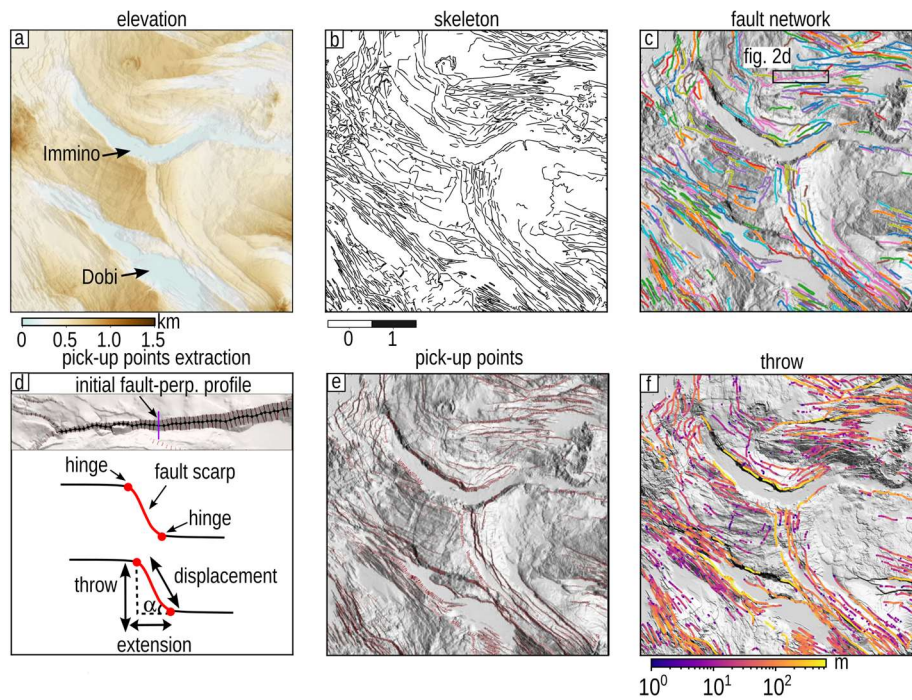 elevation
skeleton
fault network
a
b
c
fig. 2d
Immino
Dobi
km
0 0.5 1.0 1.5
0 1
pick-up points extraction
pick-up points
throw
d
initial fault-perp. profile
e
f
hinge
fault scarp
hinge
throw
displacement
α
extension
m
10⁰ 10¹ 10²